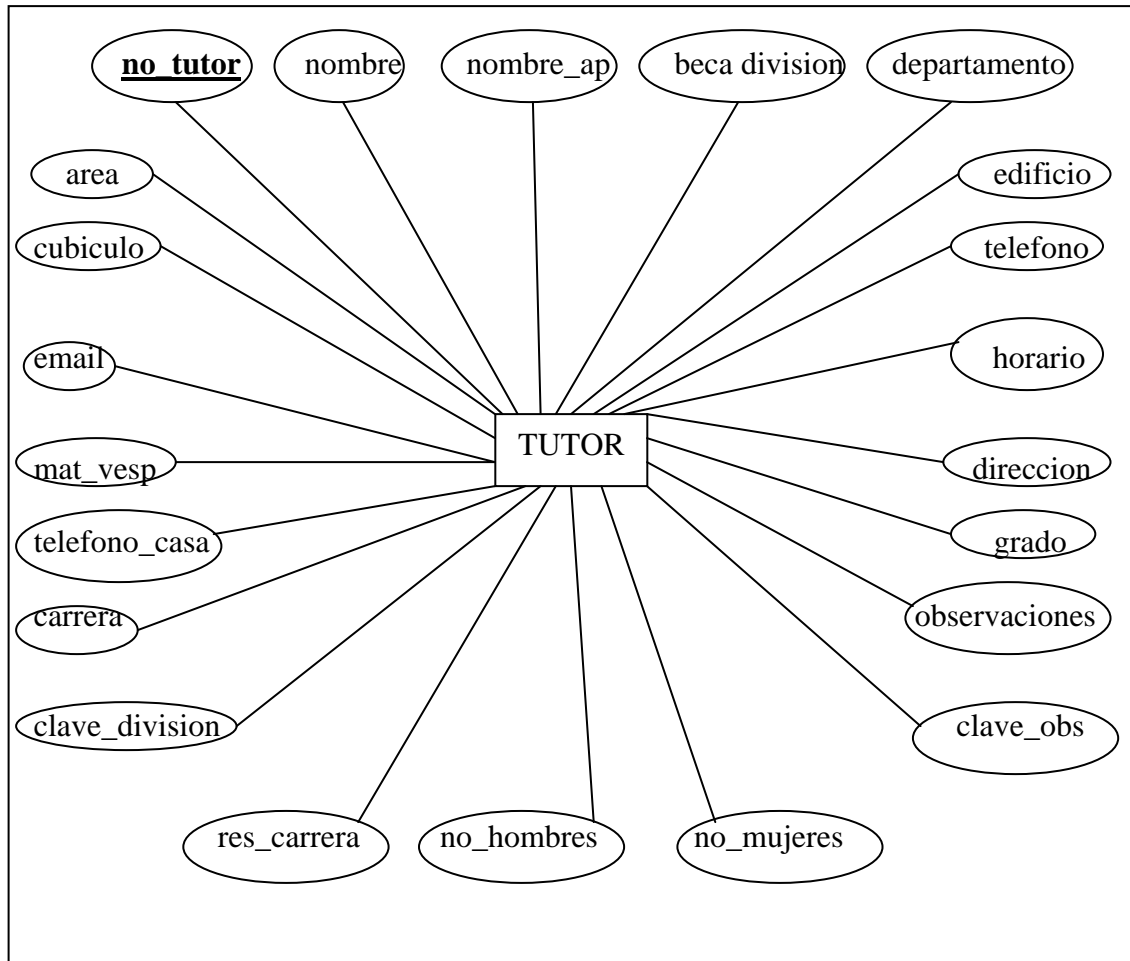 no_tutor nombre nombre_ap beca division departamento
area edificio
cubiculo telefono
email horario
TUTOR
mat_vesp direccion
telefono_casa grado
carrera observaciones
clave_division clave_obs
res_carrera no_hombres no_mujeres